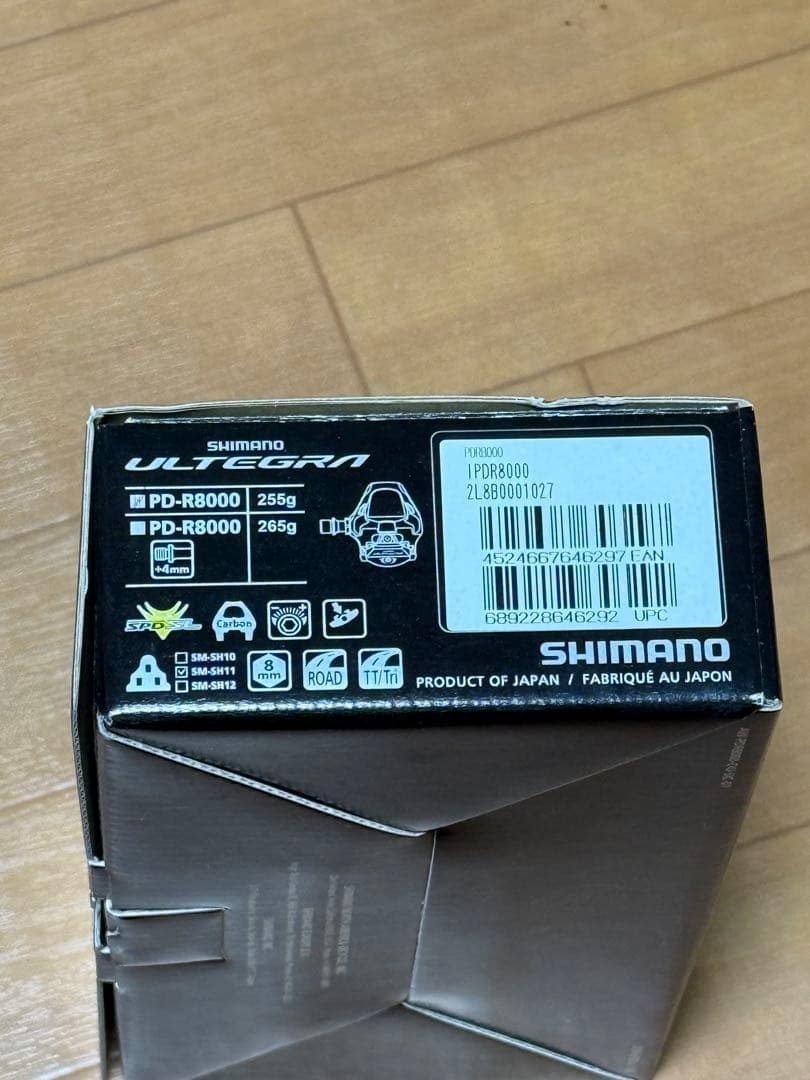 SHIMANO
ULTEGRA
PD-R8000 255g
PD-R8000 265g
+4mm
SPD-SL
Carbon
SM-SH10
SM-SH11
SM-SH12
8
mm
ROAD
TT/Tri
PDR8000
IPDR8000
2L8B0001027
4524667646297 EAN
689228646292 UPC
SHIMANO
PRODUCT OF JAPAN / FABRIQUÉ AU JAPON